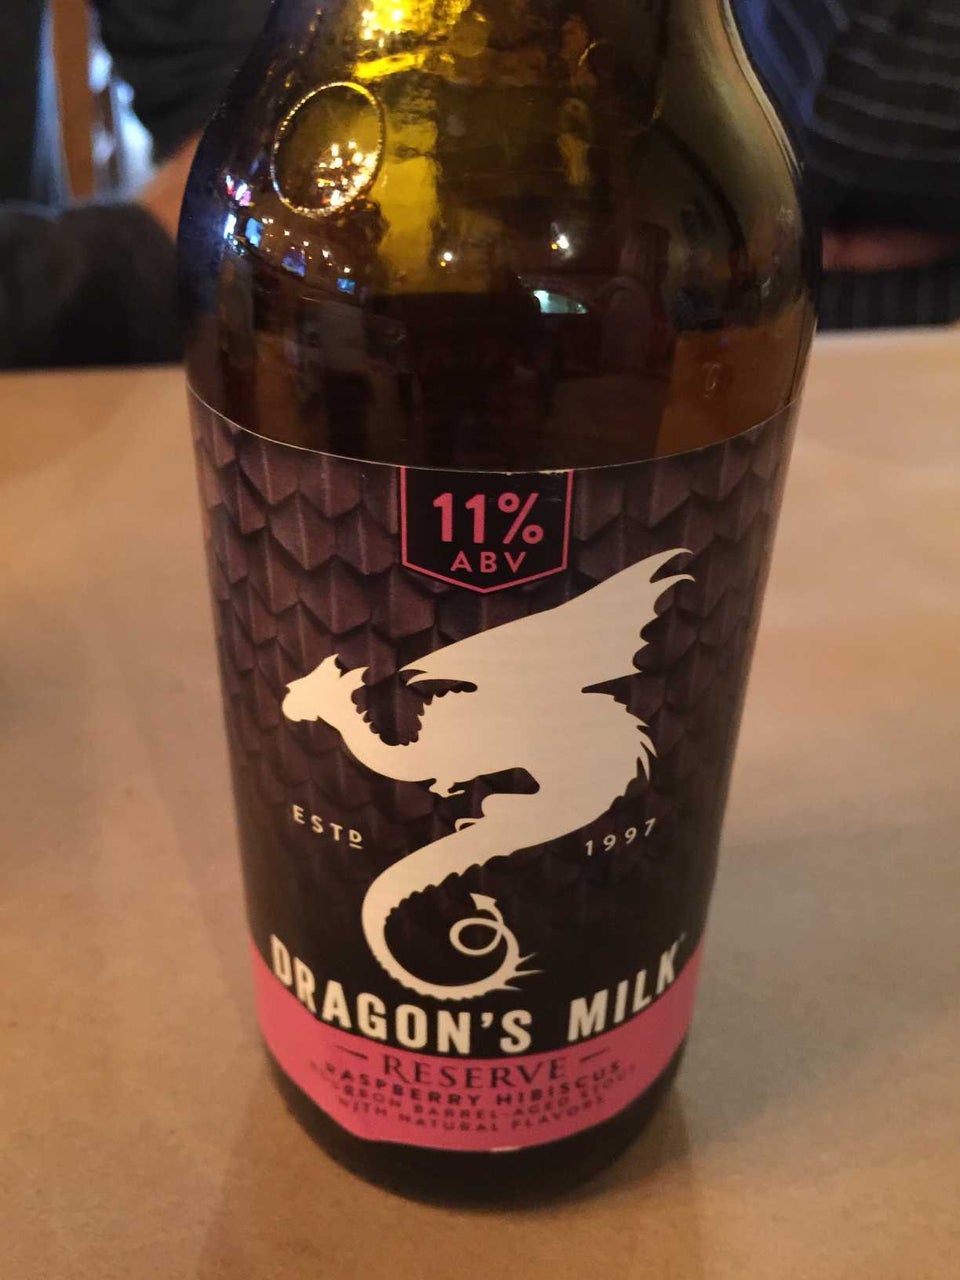 11%
ABV
ESTD
1997
DRAGON'S MILK
RESERVE
RASPBERRY HIBISCUS
BOURBON BARREL-AGED STOUT
WITH NATURAL FLAVORS